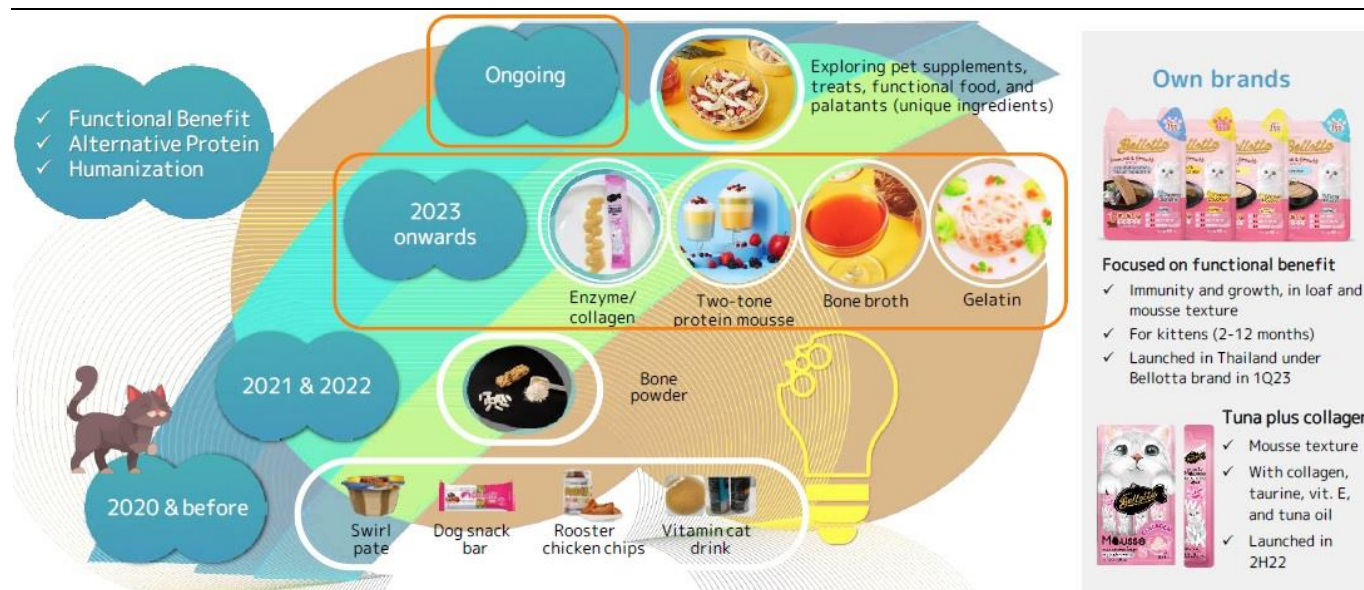 ✓ Functional Benefit
✓ Alternative Protein
✓ Humanization
Ongoing
Exploring pet supplements,
treats, functional food, and
palatants (unique ingredients)
2023
onwards
Enzyme/
collagen
Two-tone
protein mousse
Bone broth
Gelatin
2021 & 2022
Bone
powder
2020 & before
Swirl
pate
Dog snack
bar
Rooster
chicken chips
Vitamin cat
drink
Own brands
Bellotta
Focused on functional benefit
✓ Immunity and growth, in loaf and
mousse texture
✓ For kittens (2-12 months)
✓ Launched in Thailand under
Bellotta brand in 1Q23
Tuna plus collagen
✓ Mousse texture
✓ With collagen,
taurine, vit. E,
and tuna oil
✓ Launched in
2H22
Bellotta
Mousse